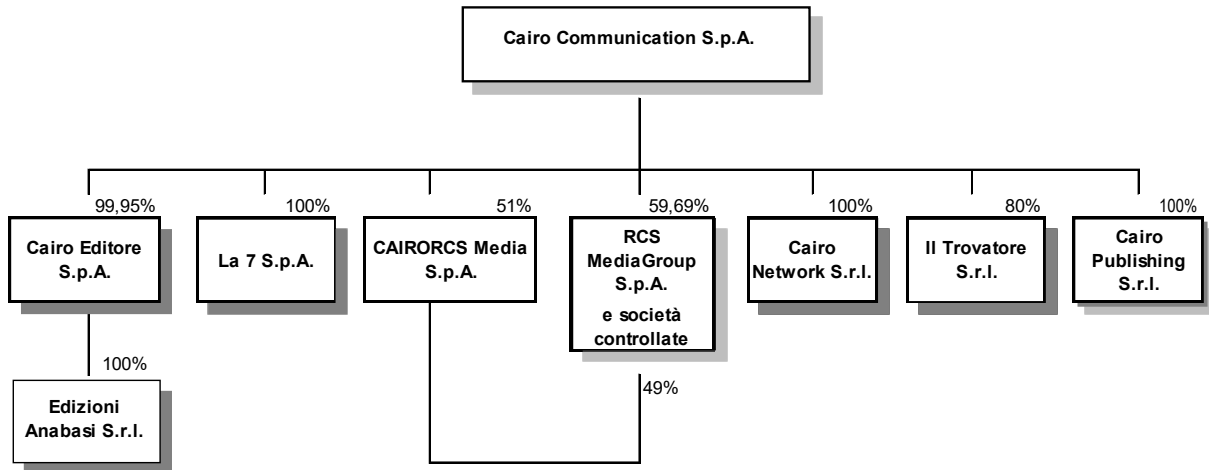 Cairo Communication S.p.A.
99,95%
100%
51%
59,69%
100%
80%
100%
Cairo Editore
S.p.A.
La 7 S.p.A.
CAIRORCS Media
S.p.A.
RCS
MediaGroup
S.p.A.
e società
controllate
Cairo
Network S.r.l.
Il Trovatore
S.r.l.
Cairo
Publishing
S.r.l.
100%
49%
Edizioni
Anabasi S.r.l.